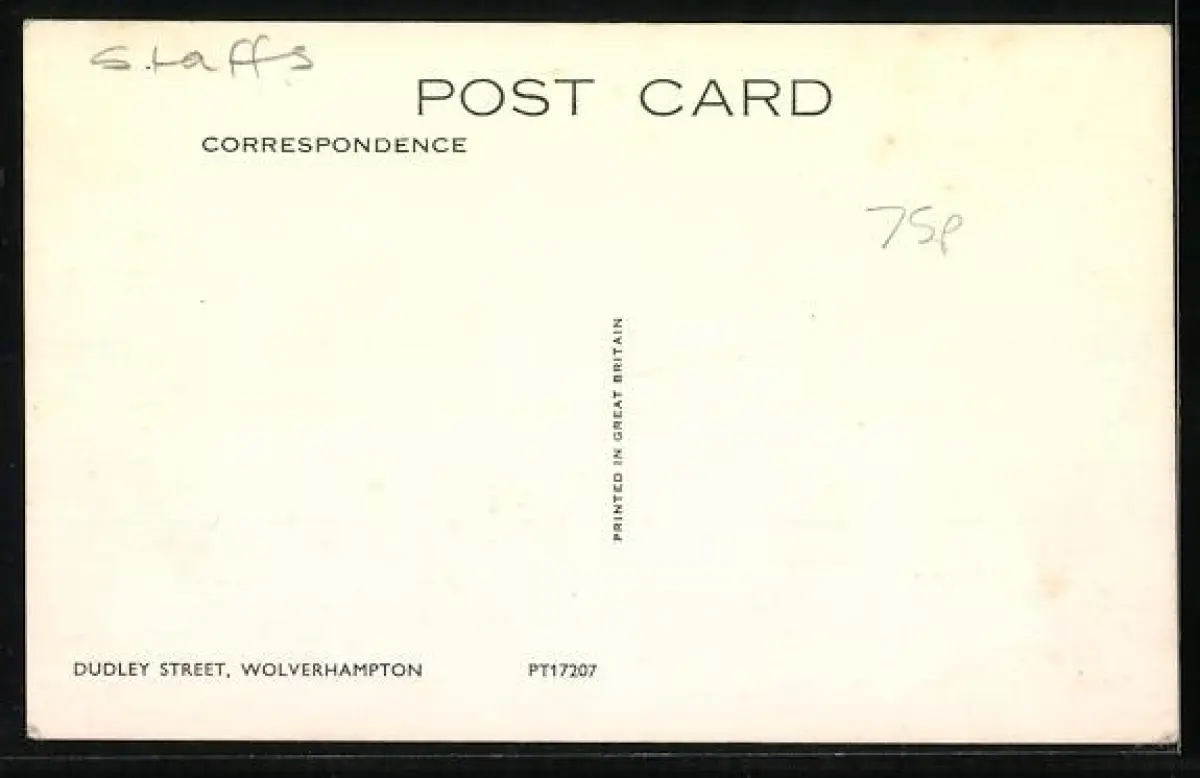 Staffs
POST CARD
CORRESPONDENCE
75p
PRINTED IN GREAT BRITAIN
DUDLEY STREET, WOLVERHAMPTON PT17207